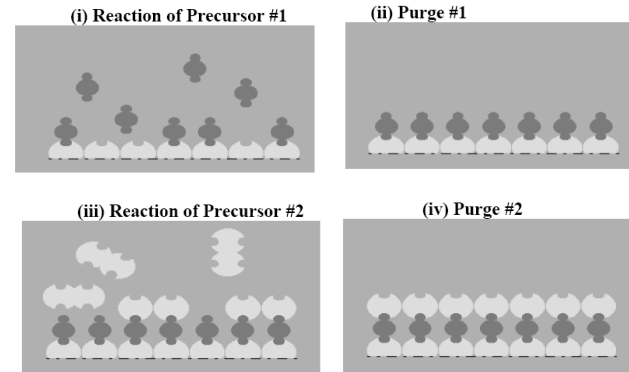 (i) Reaction of Precursor #1
(ii) Purge #1
(iii) Reaction of Precursor #2
(iv) Purge #2